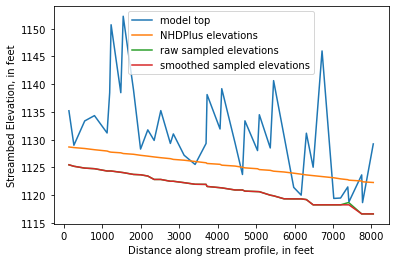 model top
NHDPlus elevations
raw sampled elevations
smoothed sampled elevations
Streambed Elevation, in feet
1150
1145
1140
1135
1130
1125
1120
1115
0
1000
2000
3000
4000
5000
6000
7000
8000
Distance along stream profile, in feet